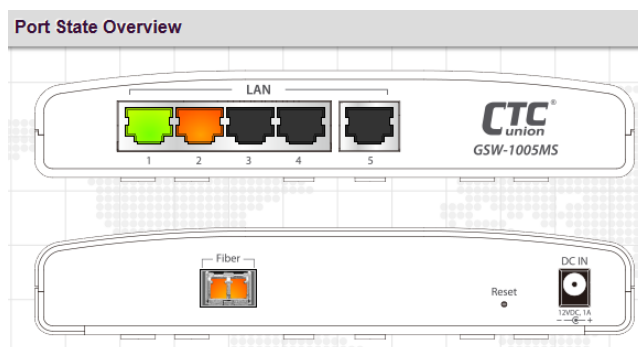 Port State Overview
LAN
1 2 3 4 5
CTC®
union
GSW-1005MS
Fiber
DC IN
Reset
12VDC, 1A
- +